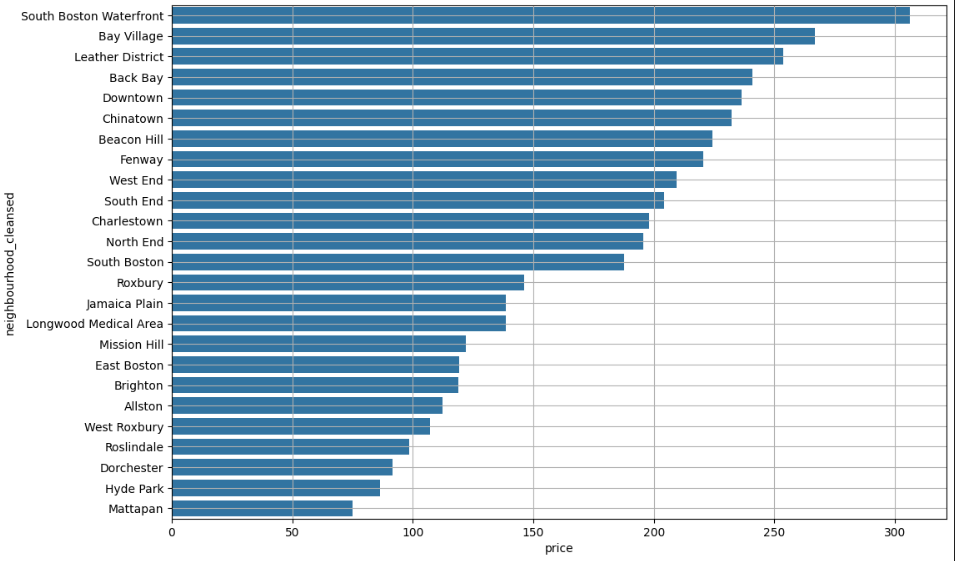 South Boston Waterfront
Bay Village
Leather District
Back Bay
Downtown
Chinatown
Beacon Hill
Fenway
West End
South End
Charlestown
North End
South Boston
Roxbury
Jamaica Plain
Longwood Medical Area
Mission Hill
East Boston
Brighton
Allston
West Roxbury
Roslindale
Dorchester
Hyde Park
Mattapan
neighbourhood_cleansed
0 50 100 150 200 250 300
price